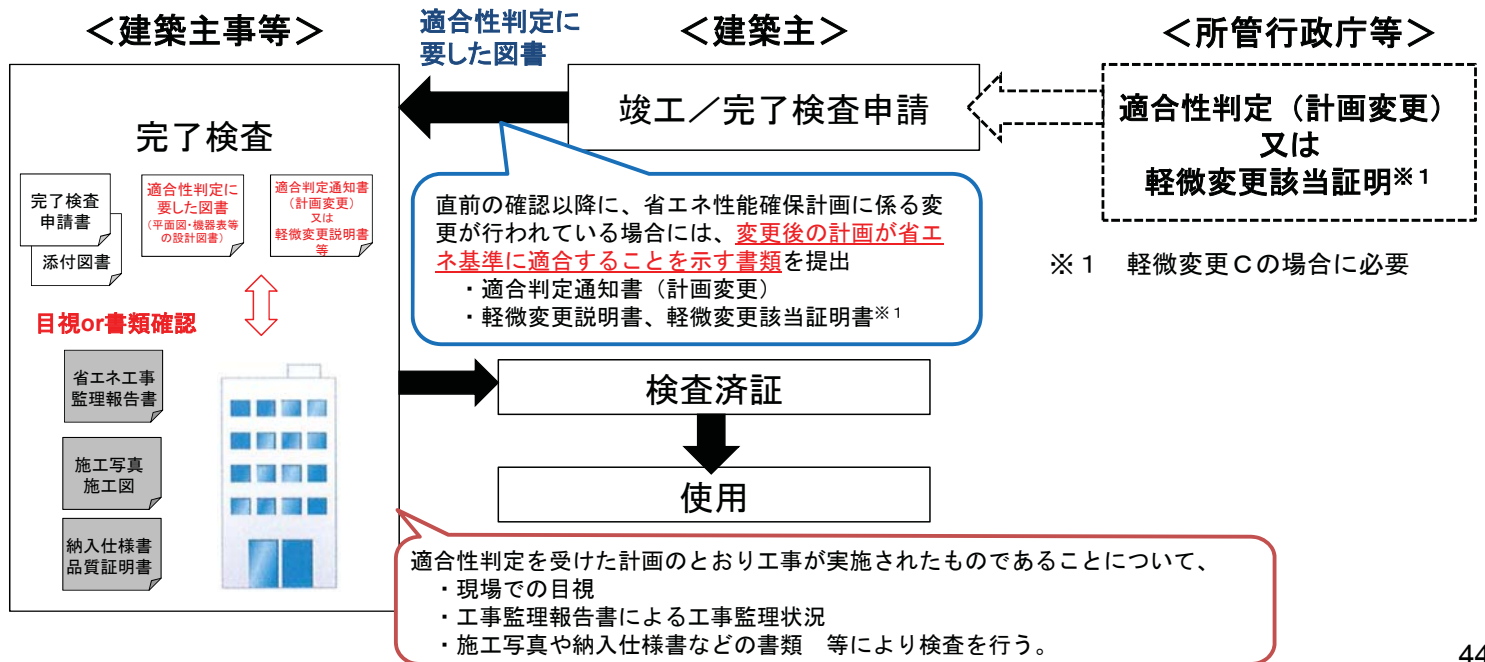 ＜建築主事等＞
適合性判定に
要した図書
＜建築主＞
＜所管行政庁等＞
完了検査
完了検査
申請書
添付図書
適合性判定に
要した図書
（平面図・機器表等
の設計図書）
適合判定通知書
（計画変更）
又は
軽微変更説明書
等
目視or書類確認
省エネ工事
監理報告書
施工写真
施工図
納入仕様書
品質証明書
竣工／完了検査申請
適合性判定（計画変更）
又は
軽微変更該当証明※1
直前の確認以降に、省エネ性能確保計画に係る変
更が行われている場合には、変更後の計画が省エ
ネ基準に適合することを示す書類を提出
・適合判定通知書（計画変更）
・軽微変更説明書、軽微変更該当証明書※1
※１　軽微変更Ｃの場合に必要
検査済証
使用
適合性判定を受けた計画のとおり工事が実施されたものであることについて、
・現場での目視
・工事監理報告書による工事監理状況
・施工写真や納入仕様書などの書類　等により検査を行う。
44